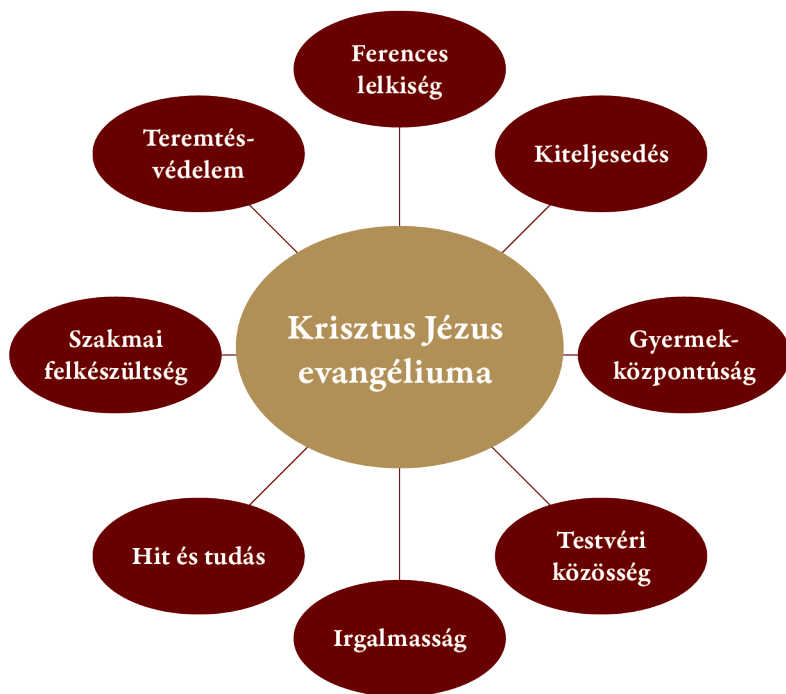 Ferences
lelkiség
Teremtés-
védelem
Kiteljesedés
Krisztus Jézus
evangéliuma
Szakmai
felkészültség
Gyermek-
központúság
Hit és tudás
Testvéri
közösség
Irgalmasság